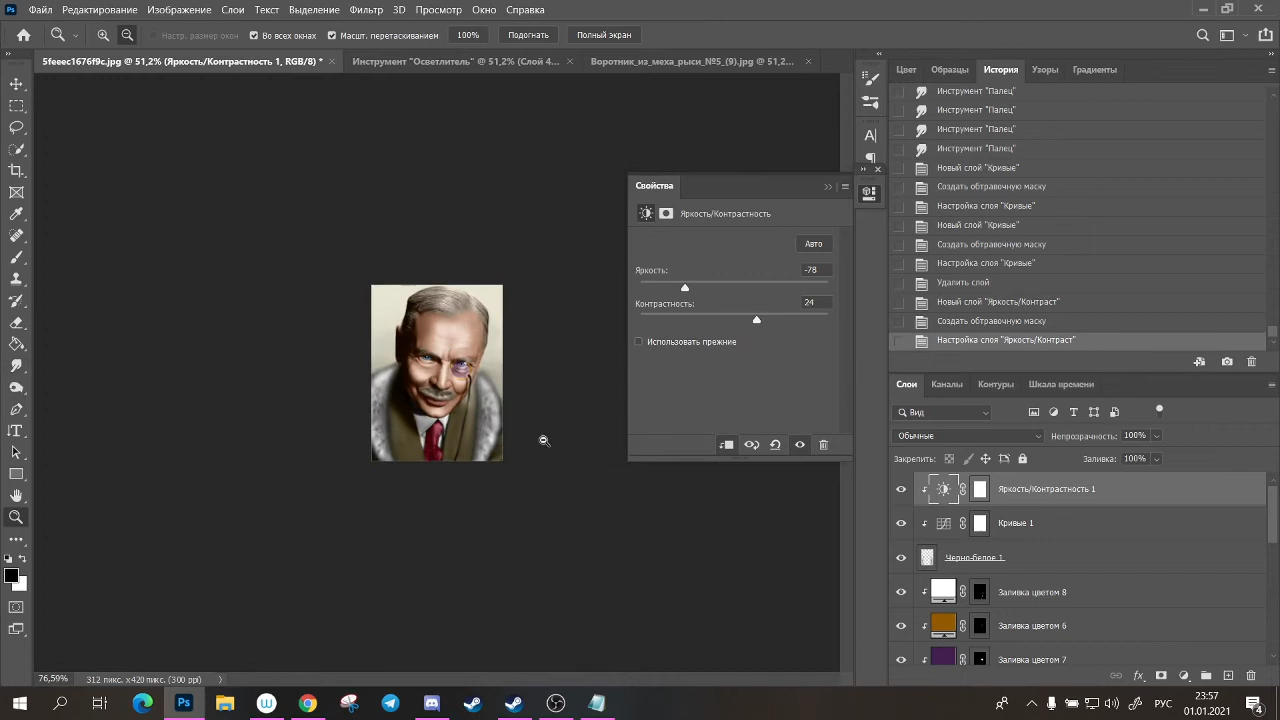 Ps Файл Редактирование Изображение Слои Текст Выделение Фильтр 3D Просмотр Окно Справка
Настр. размер окон Во всех окнах Масшт. перетаскиванием 100% Подогнать Полный экран
5feeec1676f9c.jpg @ 51,2% (Яркость/Контрастность 1, RGB/8) * × Инструмент "Осветлитель" @ 51,2% (Слой 4... × Воротник_из_меха_рыси_№5_(9).jpg @ 51,2... ×
Цвет Образцы История Узоры Градиенты
Инструмент "Палец"
Инструмент "Палец"
Инструмент "Палец"
Инструмент "Палец"
Новый слой "Кривые"
Создать обтравочную маску
Настройка слоя "Кривые"
Новый слой "Кривые"
Создать обтравочную маску
Настройка слоя "Кривые"
Удалить слой
Новый слой "Яркость/Контраст"
Создать обтравочную маску
Настройка слоя "Яркость/Контраст"
Свойства
Яркость/Контрастность
Авто
Яркость: -78
Контрастность: 24
Использовать прежние
Слои Каналы Контуры Шкала времени
Вид
Обычные Непрозрачность: 100%
Закрепить: Заливка: 100%
Яркость/Контрастность 1
Кривые 1
Черно-белое 1
Заливка цветом 8
Заливка цветом 6
Заливка цветом 7
76,59% 312 пикс. x 420 пикс. (300 ppi)
Ps РУС 23:57
01.01.2021 4